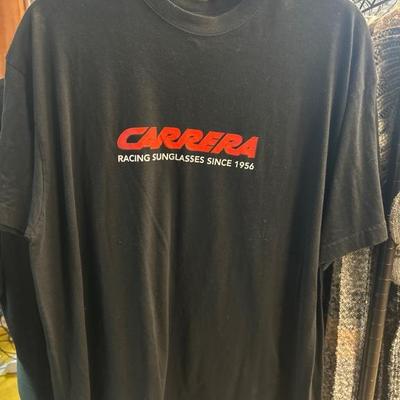 CARRERA
RACING SUNGLASSES SINCE 1956